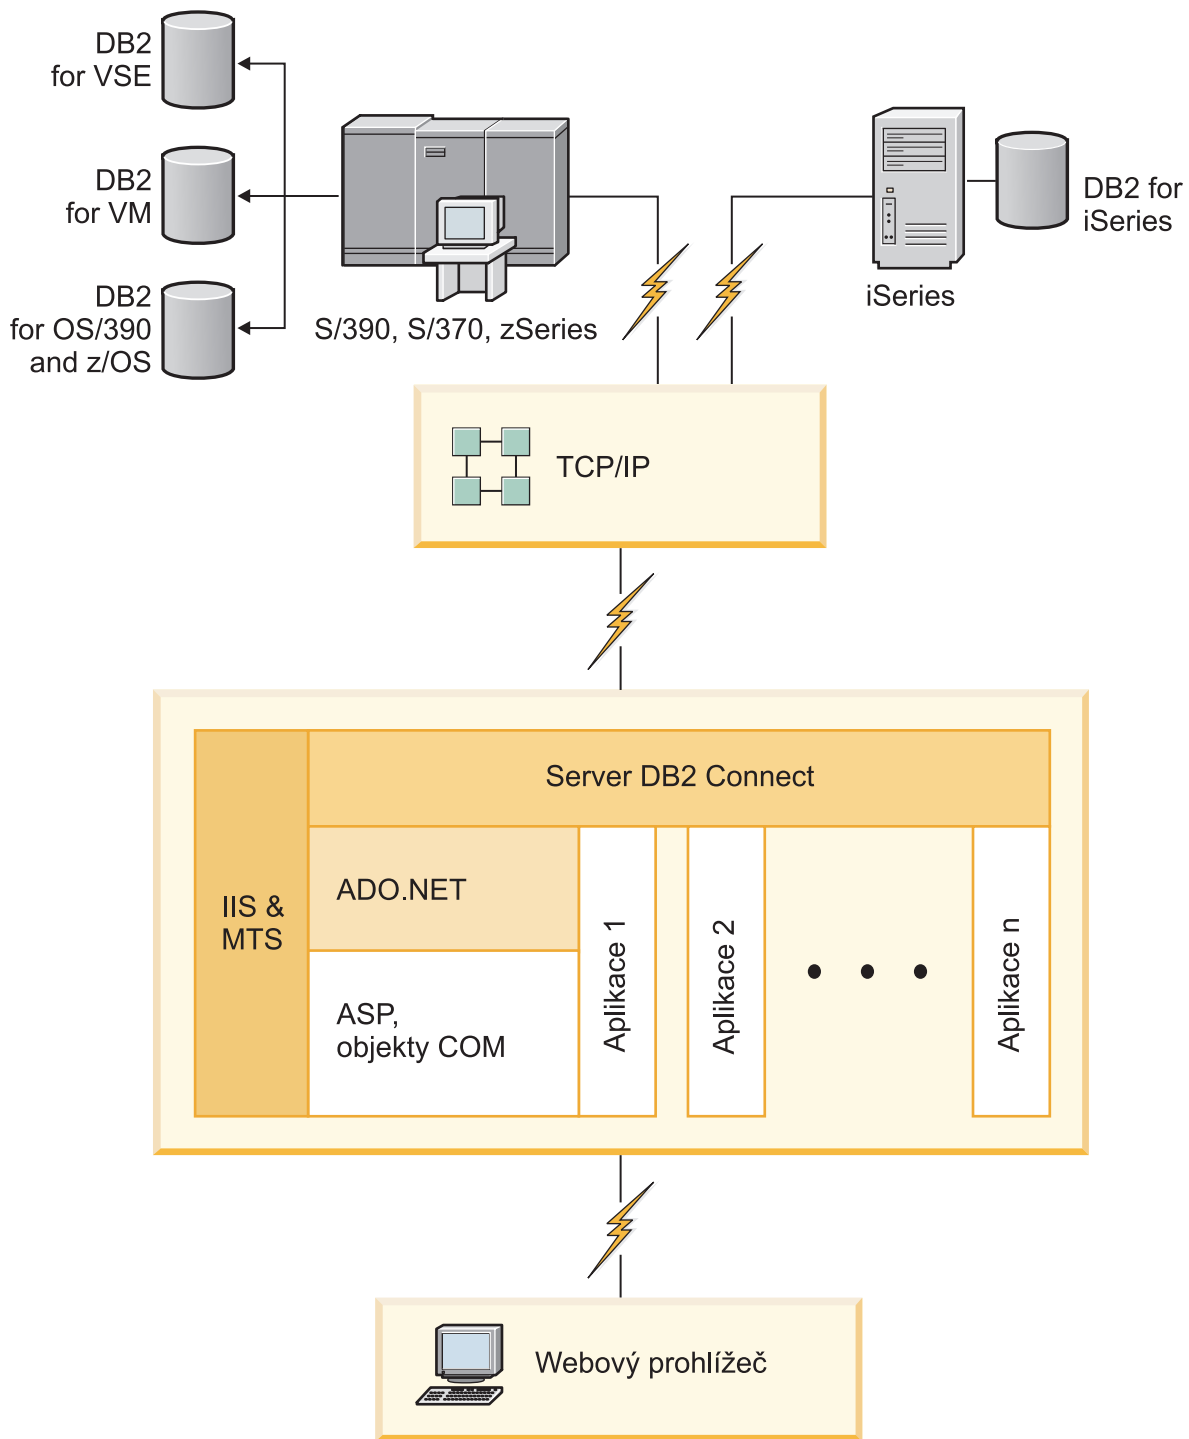 DB2
for VSE
DB2
for VM
DB2
for OS/390
and z/OS
S/390, S/370, zSeries
iSeries
DB2 for
iSeries
TCP/IP
Server DB2 Connect
IIS &
MTS
ADO.NET
ASP,
objekty COM
Aplikace 1
Aplikace 2
Aplikace n
Webový prohlížeč